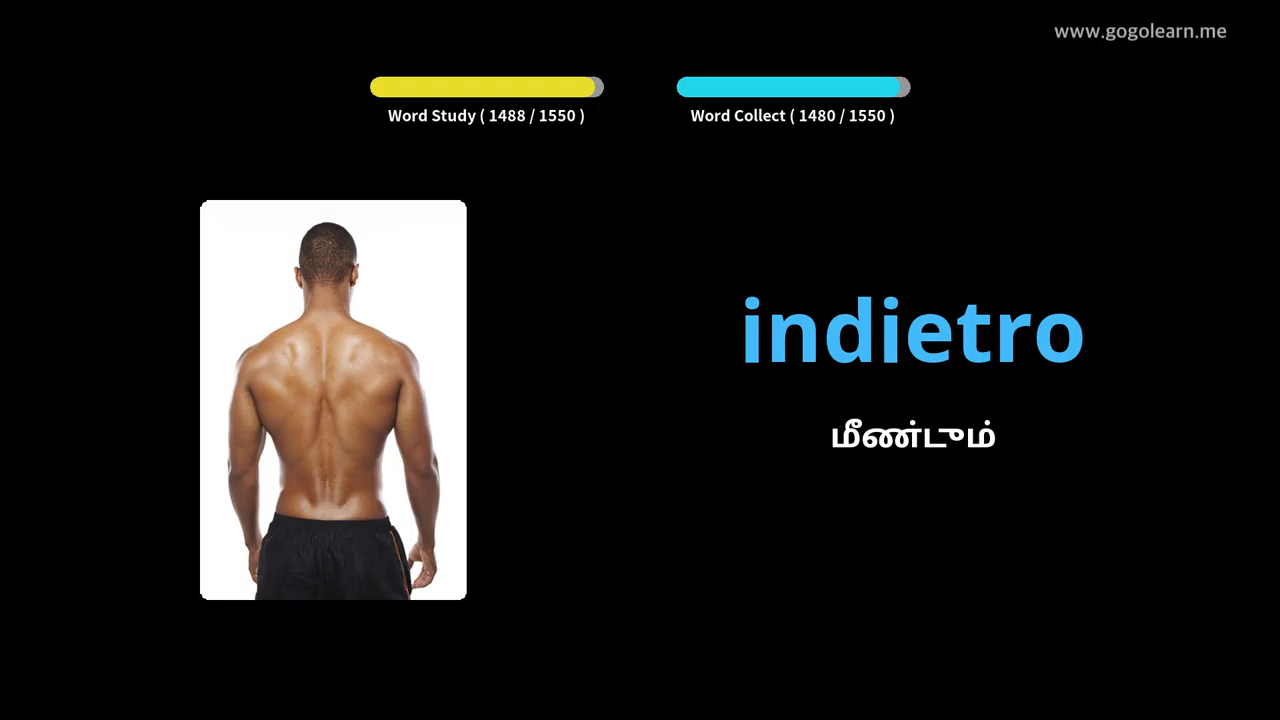 www.gogolearn.me
Word Study ( 1488 / 1550 )
Word Collect ( 1480 / 1550 )
indietro
மீண்டும்